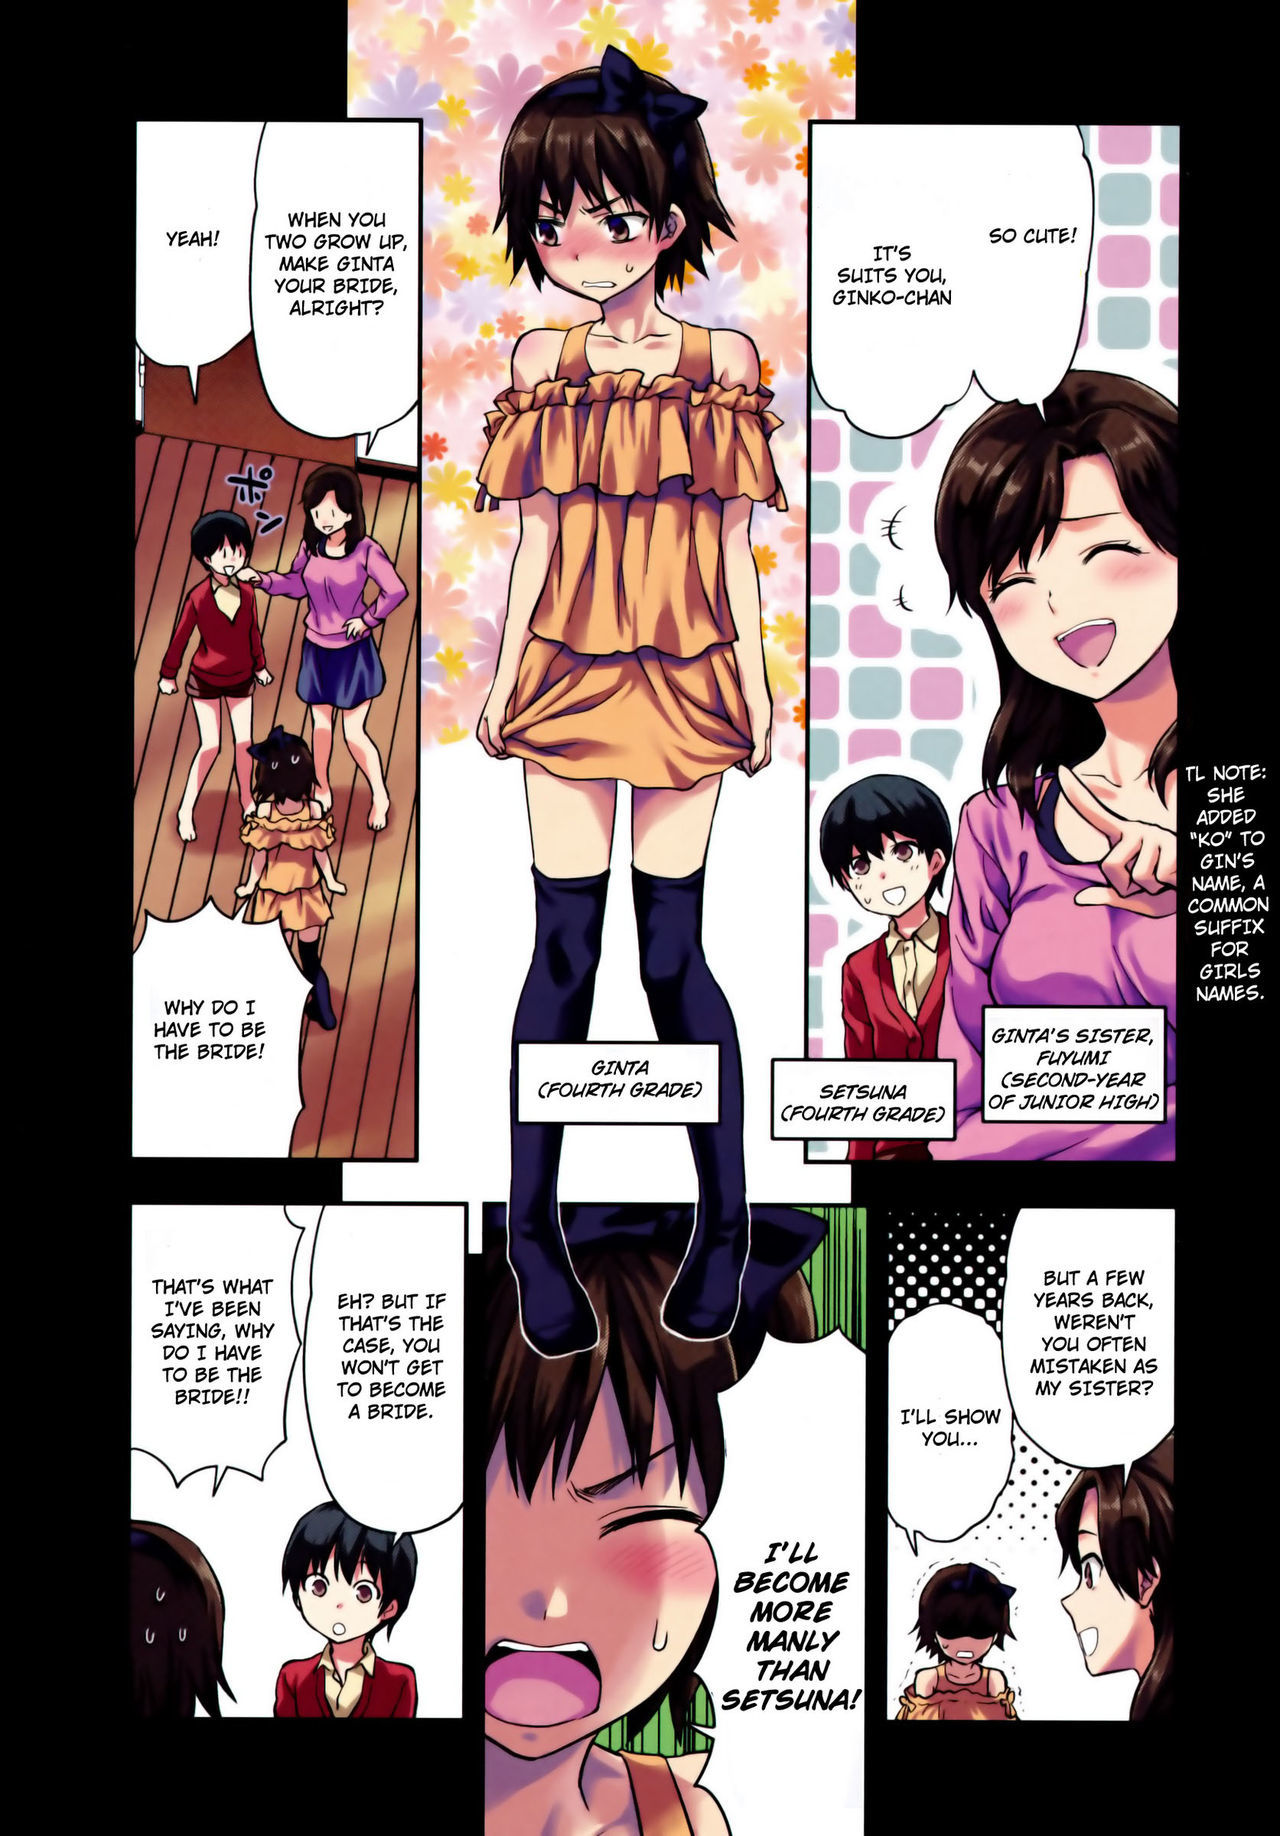 SO CUTE!
IT'S
SUITS YOU,
GINKO-CHAN
TL NOTE:
SHE
ADDED
"KO" TO
GIN'S
NAME, A
COMMON
SUFFIX
FOR
GIRLS
NAMES.
GINTA'S SISTER,
FUYUMI
(SECOND-YEAR
OF JUNIOR HIGH)
SETSUNA
(FOURTH GRADE)
GINTA
(FOURTH GRADE)
WHEN YOU
TWO GROW UP,
MAKE GINTA
YOUR BRIDE,
ALRIGHT?
YEAH!
ポン
WHY DO I
HAVE TO BE
THE BRIDE!
BUT A FEW
YEARS BACK,
WEREN'T
YOU OFTEN
MISTAKEN AS
MY SISTER?
I'LL SHOW
YOU...
I'LL
BECOME
MORE
MANLY
THAN
SETSUNA!
EH? BUT IF
THAT'S THE
CASE, YOU
WON'T GET
TO BECOME
A BRIDE.
THAT'S WHAT
I'VE BEEN
SAYING, WHY
DO I HAVE
TO BE THE
BRIDE!!